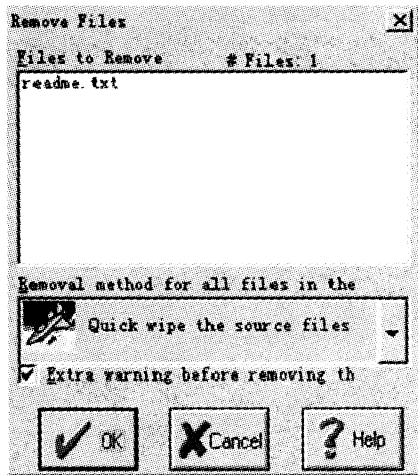 Remove Files
Files to Remove # Files: 1
readme.txt
Removal method for all files in the
Quick wipe the source files
Extra warning before removing th
OK Cancel Help